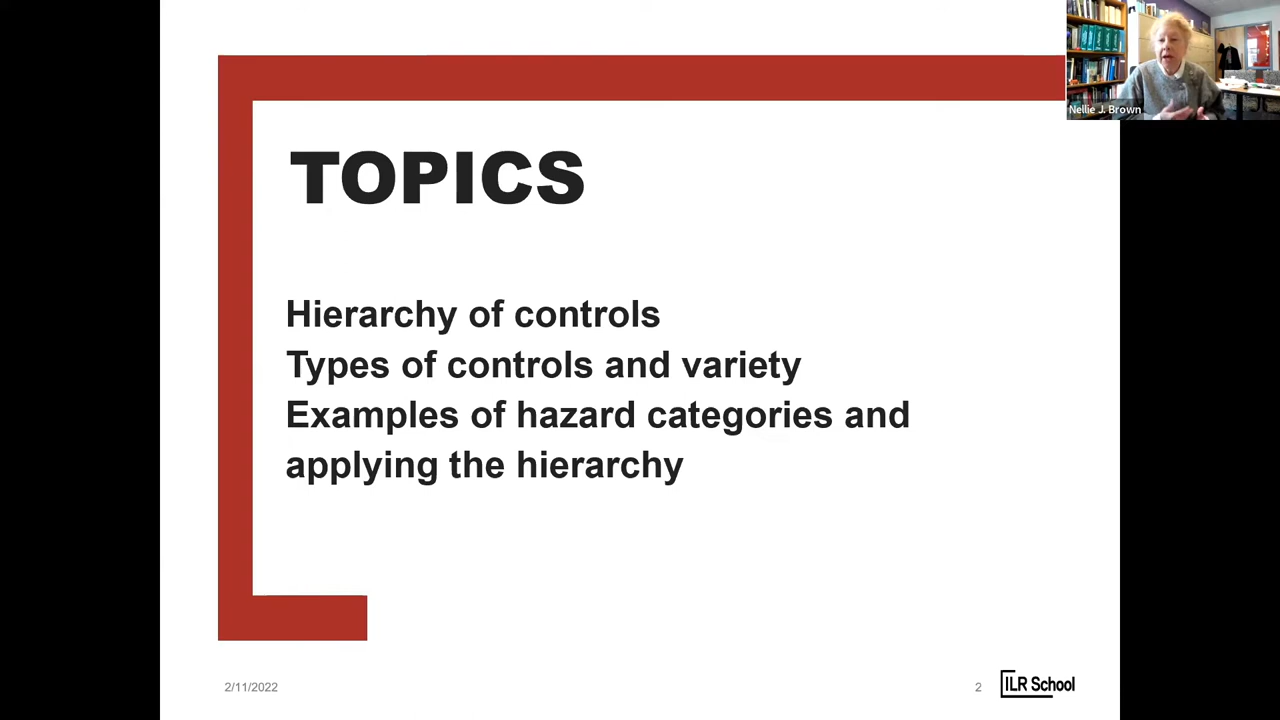 Nellie J. Brown
TOPICS
Hierarchy of controls
Types of controls and variety
Examples of hazard categories and
applying the hierarchy
2/11/2022
2
ILR School